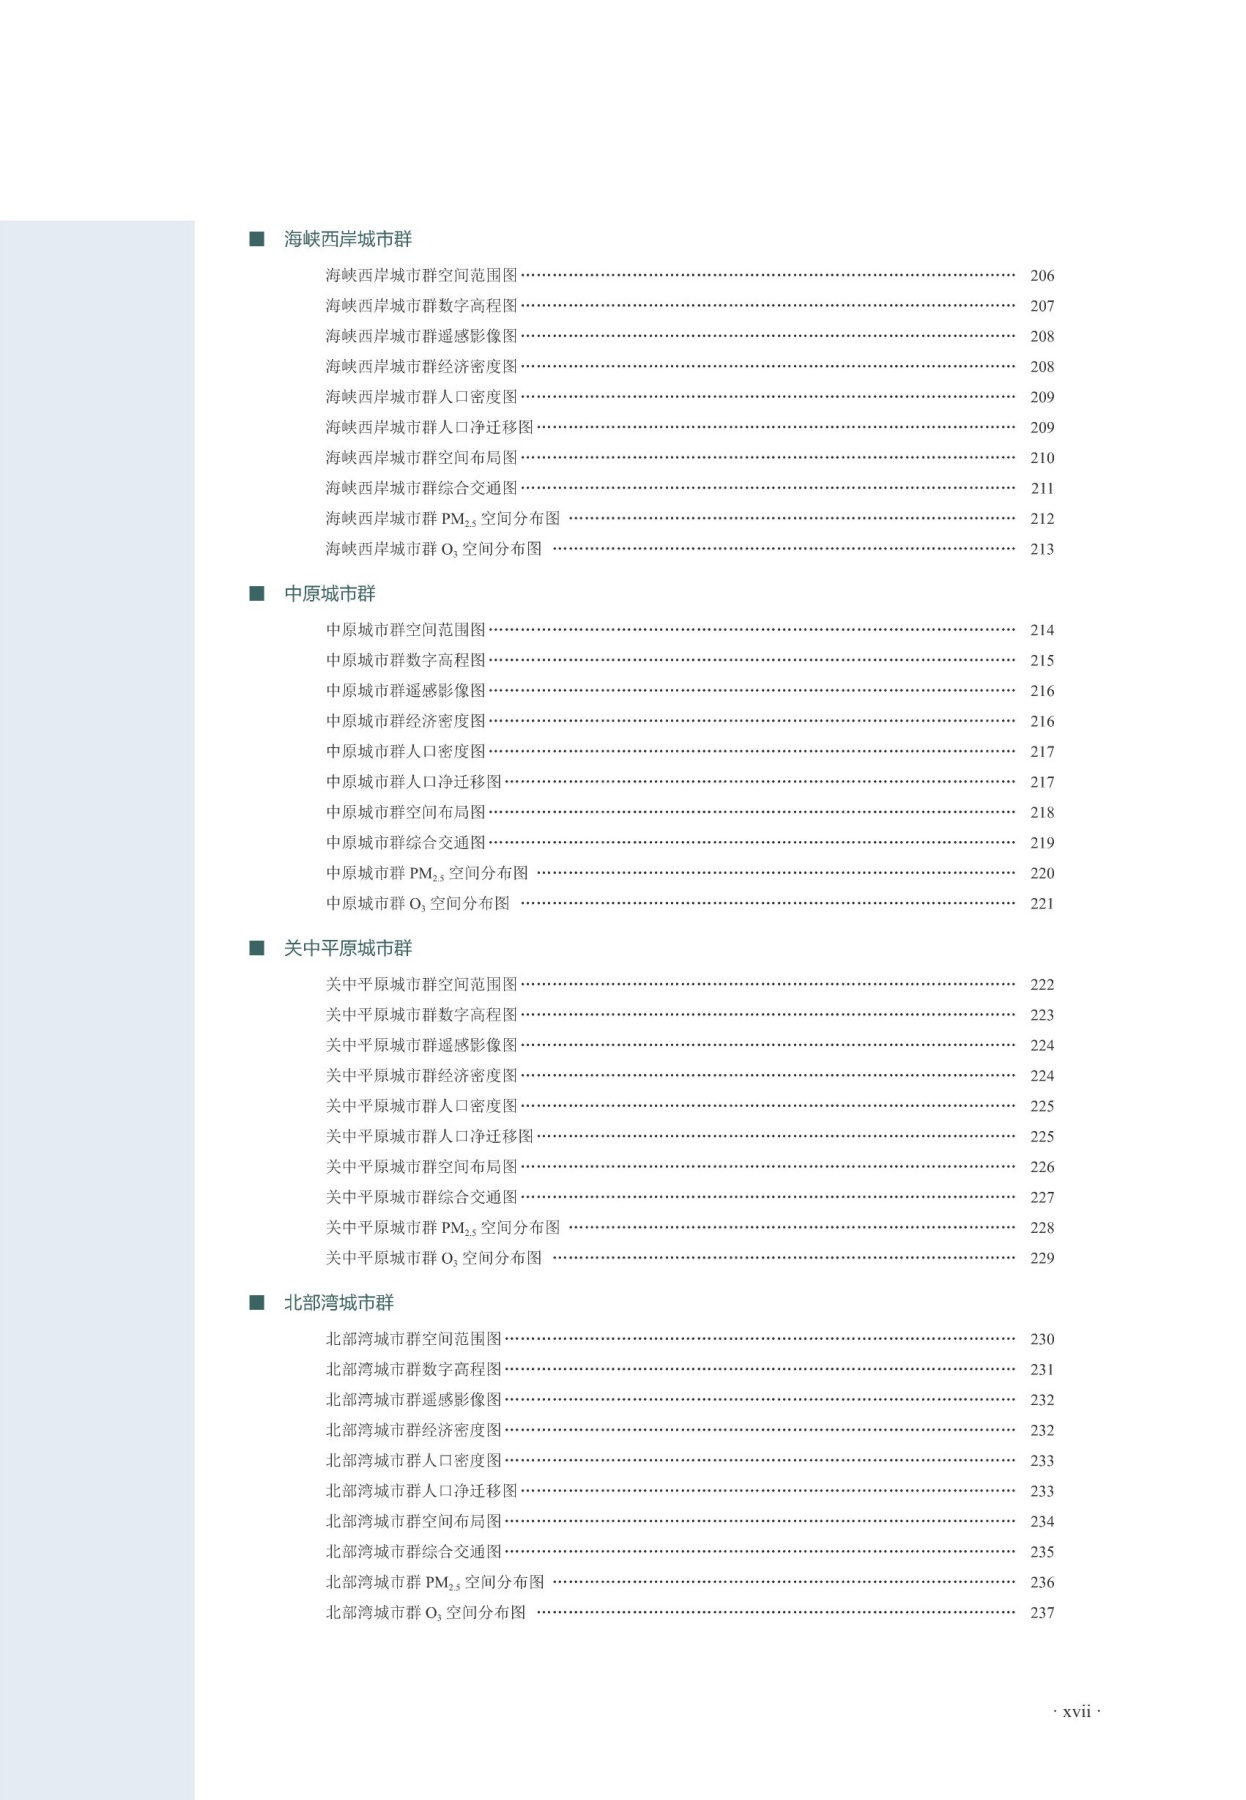 ■ 海峡西岸城市群
海峡西岸城市群空间范围图 206
海峡西岸城市群数字高程图 207
海峡西岸城市群遥感影像图 208
海峡西岸城市群经济密度图 208
海峡西岸城市群人口密度图 209
海峡西岸城市群人口净迁移图 209
海峡西岸城市群空间布局图 210
海峡西岸城市群综合交通图 211
海峡西岸城市群 PM2.5 空间分布图 212
海峡西岸城市群 O3 空间分布图 213
■ 中原城市群
中原城市群空间范围图 214
中原城市群数字高程图 215
中原城市群遥感影像图 216
中原城市群经济密度图 216
中原城市群人口密度图 217
中原城市群人口净迁移图 217
中原城市群空间布局图 218
中原城市群综合交通图 219
中原城市群 PM2.5 空间分布图 220
中原城市群 O3 空间分布图 221
■ 关中平原城市群
关中平原城市群空间范围图 222
关中平原城市群数字高程图 223
关中平原城市群遥感影像图 224
关中平原城市群经济密度图 224
关中平原城市群人口密度图 225
关中平原城市群人口净迁移图 225
关中平原城市群空间布局图 226
关中平原城市群综合交通图 227
关中平原城市群 PM2.5 空间分布图 228
关中平原城市群 O3 空间分布图 229
■ 北部湾城市群
北部湾城市群空间范围图 230
北部湾城市群数字高程图 231
北部湾城市群遥感影像图 232
北部湾城市群经济密度图 232
北部湾城市群人口密度图 233
北部湾城市群人口净迁移图 233
北部湾城市群空间布局图 234
北部湾城市群综合交通图 235
北部湾城市群 PM2.5 空间分布图 236
北部湾城市群 O3 空间分布图 237
· xvii ·